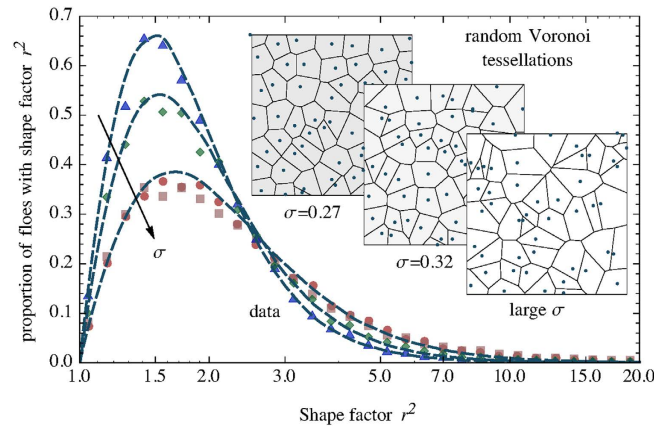 proportion of floes with shape factor r²
0.7
0.6
0.5
0.4
0.3
0.2
0.1
0.0
random Voronoi
tessellations
σ=0.27
σ=0.32
large σ
σ
data
1.0 1.5 2.0 3.0 5.0 7.0 10.0 15.0 20.0
Shape factor r²